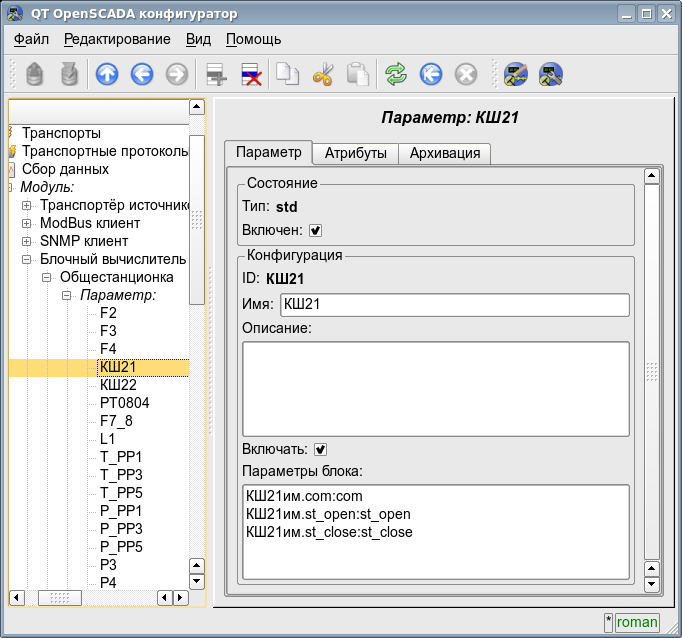 QT OpenSCADA конфигуратор
Файл Редактирование Вид Помощь
Транспорты
Транспортные протоколь
Сбор данных
Модуль:
Транспортёр источник
ModBus клиент
SNMP клиент
Блочный вычислитель
Общестанционка
Параметр:
F2
F3
F4
КШ21
КШ22
PT0804
F7_8
L1
T_PP1
T_PP3
T_PP5
P_PP1
P_PP3
P_PP5
P3
P4
Параметр: КШ21
Параметр Атрибуты Архивация
Состояние
Тип: std
Включен:
Конфигурация
ID: КШ21
Имя: КШ21
Описание:
Включать:
Параметры блока:
КШ21им.com:com
КШ21им.st_open:st_open
КШ21им.st_close:st_close
* roman